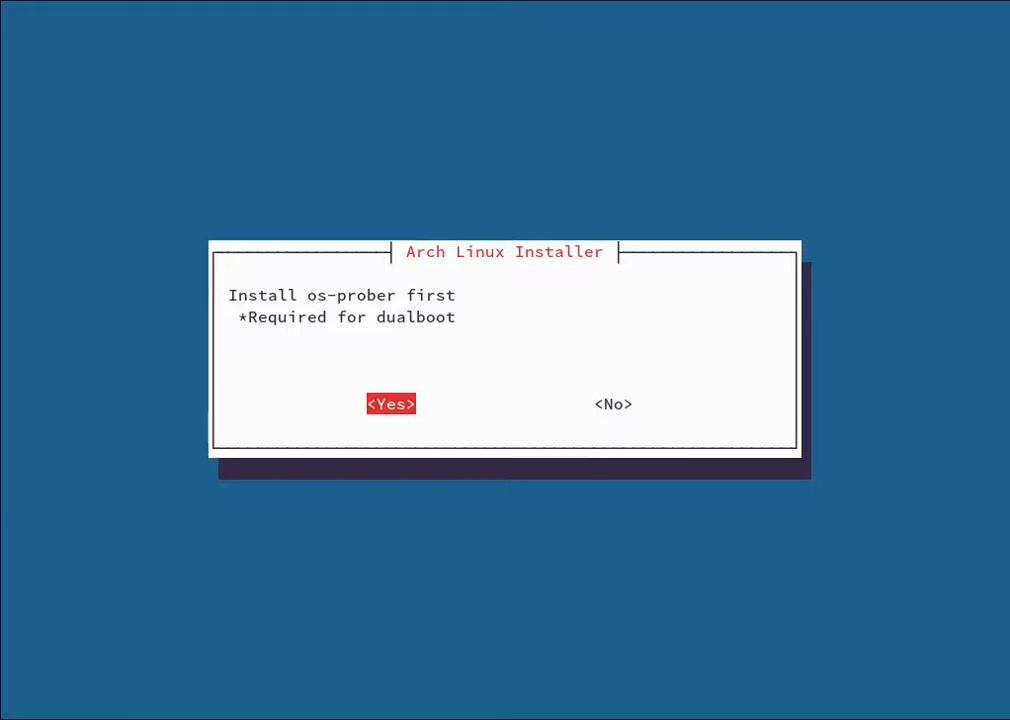 Arch Linux Installer
Install os-prober first
*Required for dualboot
<Yes> <No>